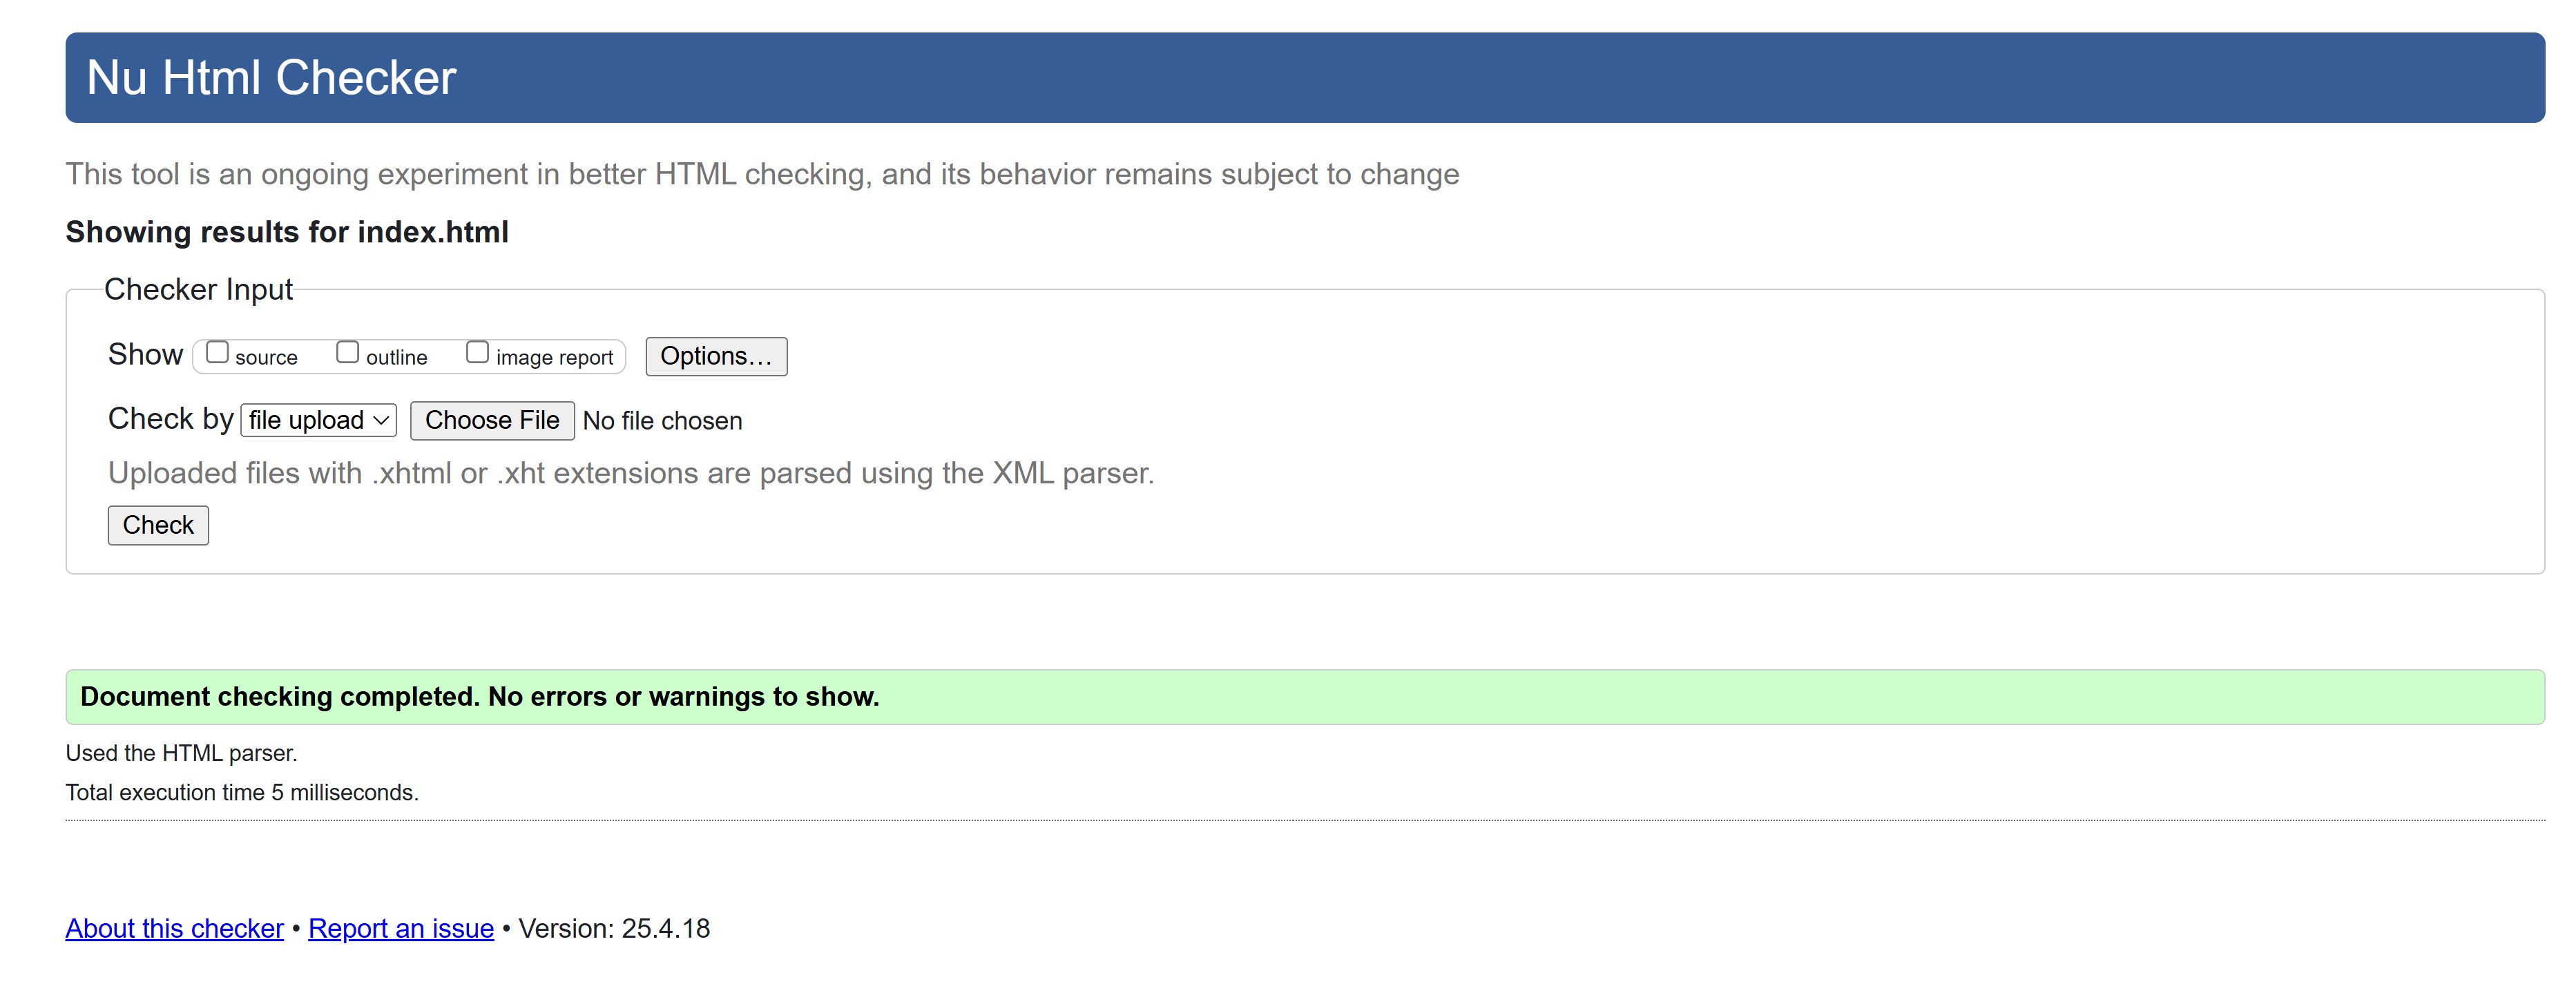 Nu Html Checker
This tool is an ongoing experiment in better HTML checking, and its behavior remains subject to change
Showing results for index.html
Checker Input
Show source outline image report Options…
Check by file upload Choose File No file chosen
Uploaded files with .xhtml or .xht extensions are parsed using the XML parser.
Check
Document checking completed. No errors or warnings to show.
Used the HTML parser.
Total execution time 5 milliseconds.
About this checker • Report an issue • Version: 25.4.18